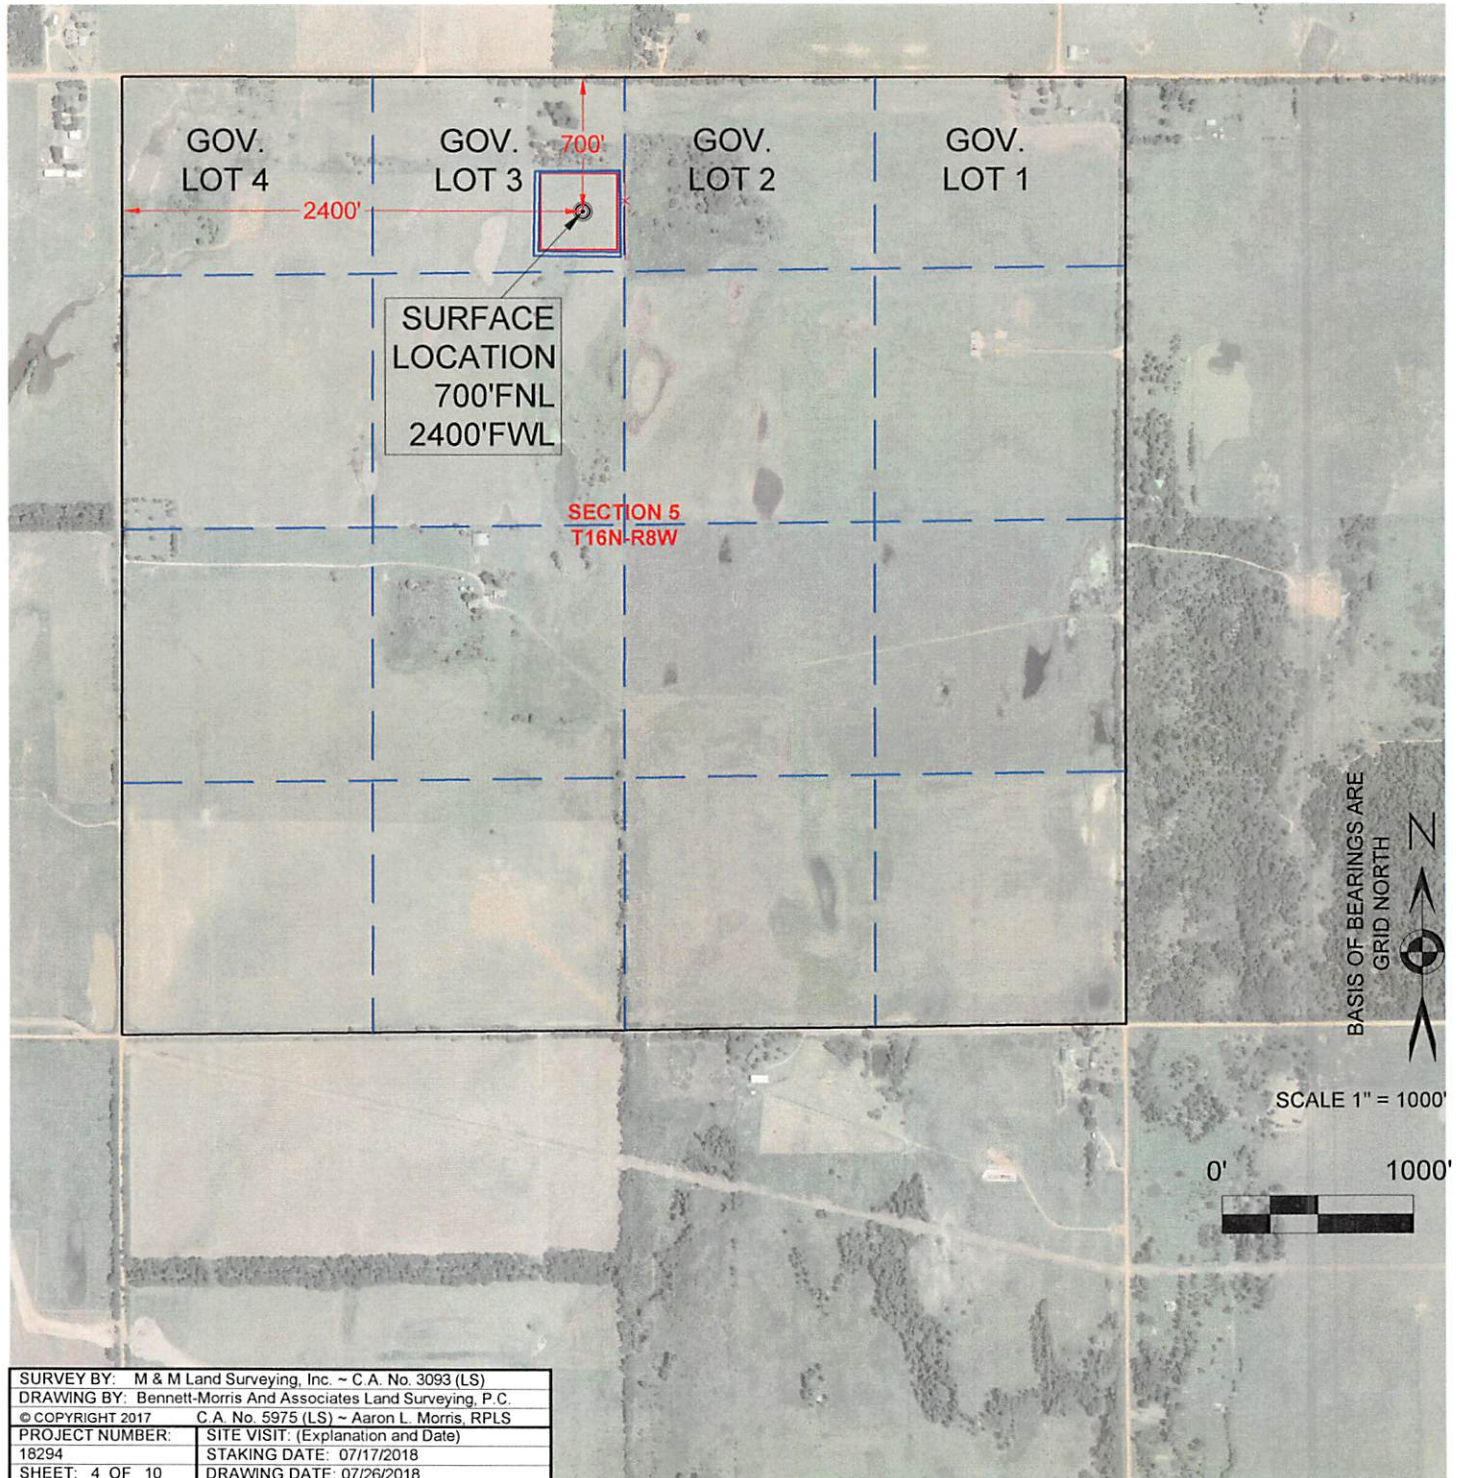 GOV.
LOT 4
GOV.
LOT 3
700'
GOV.
LOT 2
GOV.
LOT 1
2400'
SURFACE
LOCATION
700'FNL
2400'FWL
SECTION 5
T16N-R8W
BASIS OF BEARINGS ARE
GRID NORTH
N
SCALE 1" = 1000'
0' 1000'
SURVEY BY: M & M Land Surveying, Inc. ~ C.A. No. 3093 (LS)
DRAWING BY: Bennett-Morris And Associates Land Surveying, P.C.
© COPYRIGHT 2017 C.A. No. 5975 (LS) ~ Aaron L. Morris, RPLS
PROJECT NUMBER: SITE VISIT: (Explanation and Date)
18294 STAKING DATE: 07/17/2018
SHEET: 4 OF 10 DRAWING DATE: 07/26/2018